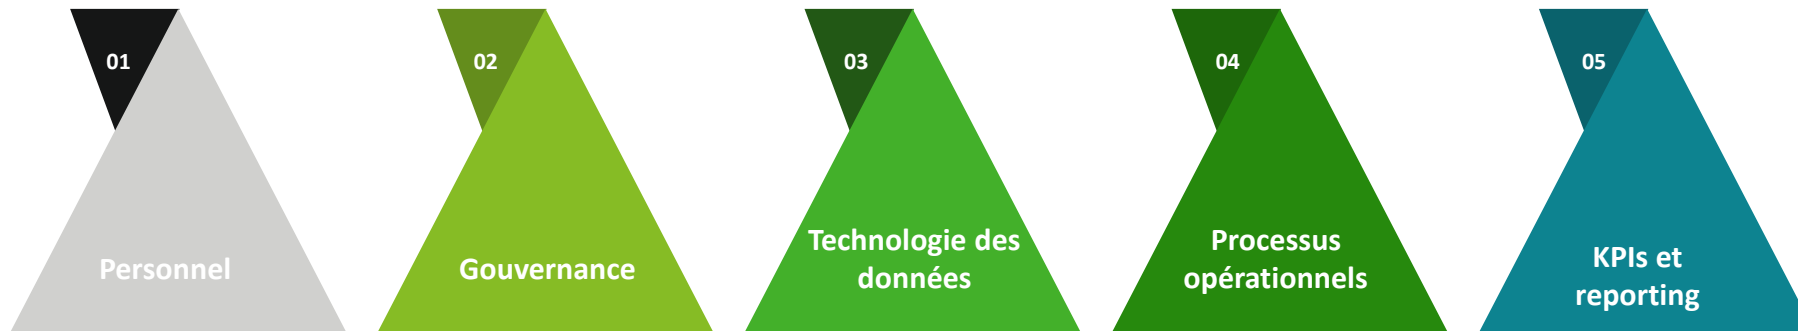 01
Personnel
02
Gouvernance
03
Technologie des
données
04
Processus
opérationnels
05
KPIs et
reporting